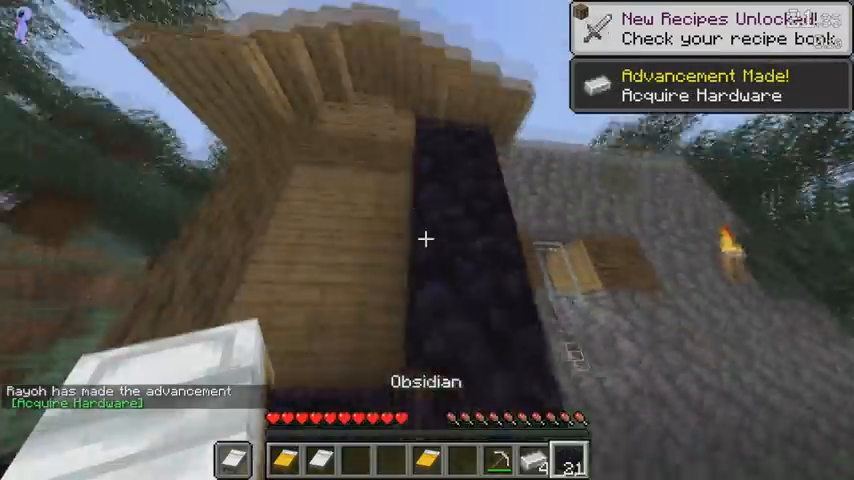 New Recipes Unlocked!
Check your recipe book
Advancement Made!
Acquire Hardware
Obsidian
Rayoh has made the advancement
[Acquire Hardware]
4
21